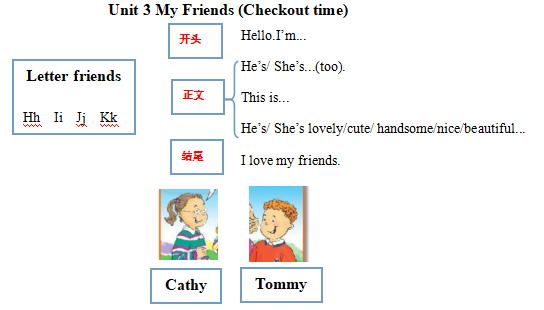 Unit 3 My Friends (Checkout time)
开头
Hello.I’m...
Letter friends
Hh Ii Jj Kk
正文
He’s/ She’s...(too).
This is...
He’s/ She’s lovely/cute/ handsome/nice/beautiful...
结尾
I love my friends.
Cathy
Tommy